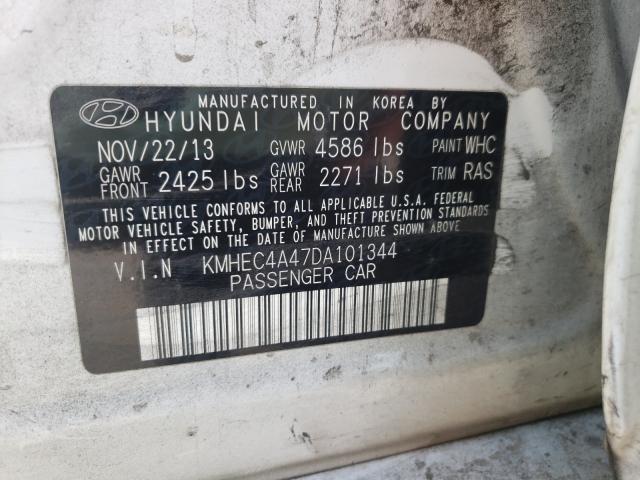 MANUFACTURED IN KOREA BY
HYUNDAI MOTOR COMPANY
NOV/22/13 GVWR 4586 lbs PAINT WHC
GAWR FRONT 2425 lbs GAWR REAR 2271 lbs TRIM RAS
THIS VEHICLE CONFORMS TO ALL APPLICABLE U.S.A. FEDERAL
MOTOR VEHICLE SAFETY, BUMPER, AND THEFT PREVENTION STANDARDS
IN EFFECT ON THE DATE OF MANUFACTURE SHOWN ABOVE
V.I.N KMHEC4A47DA101344
PASSENGER CAR